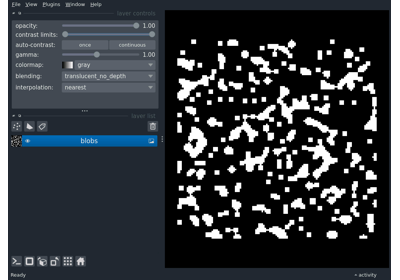 File View Plugins Window Help
layer controls
opacity: 1.00
contrast limits:
auto-contrast: once continuous
gamma: 1.00
colormap: gray
blending: translucent_no_depth
interpolation: nearest
layer list
blobs
Ready activity